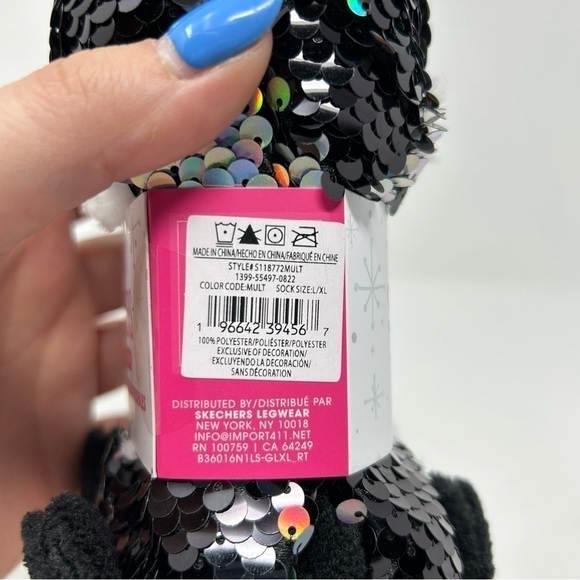 MADE IN CHINA/HECHO EN CHINA/FABRIQUÉ EN CHINE
STYLE# S118772MULT
1399-55497-0822
COLOR CODE:MULT SOCK SIZE:L/XL
1 96642 39456 7
100% POLYESTER/POLIÉSTER/POLYESTER
EXCLUSIVE OF DECORATION/
EXCLUYENDO LA DECORACIÓN/
SANS DÉCORATION
DISTRIBUTED BY/DISTRIBUÉ PAR
SKECHERS LEGWEAR
NEW YORK, NY 10018
INFO@IMPORT411.NET
RN 100759 | CA 64249
B36016N1LS-GLXL_RT